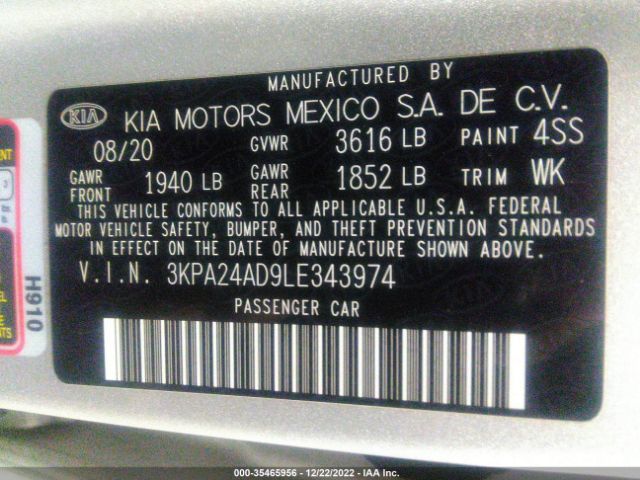 MANUFACTURED BY
KIA KIA MOTORS MEXICO S.A. DE C.V.
08/20 GVWR 3616 LB PAINT 4SS
GAWR FRONT 1940 LB GAWR REAR 1852 LB TRIM WK
THIS VEHICLE CONFORMS TO ALL APPLICABLE U.S.A. FEDERAL
MOTOR VEHICLE SAFETY, BUMPER, AND THEFT PREVENTION STANDARDS
IN EFFECT ON THE DATE OF MANUFACTURE SHOWN ABOVE.
V.I.N. 3KPA24AD9LE343974
PASSENGER CAR
H910
000-35465956 - 12/22/2022 - IAA Inc.